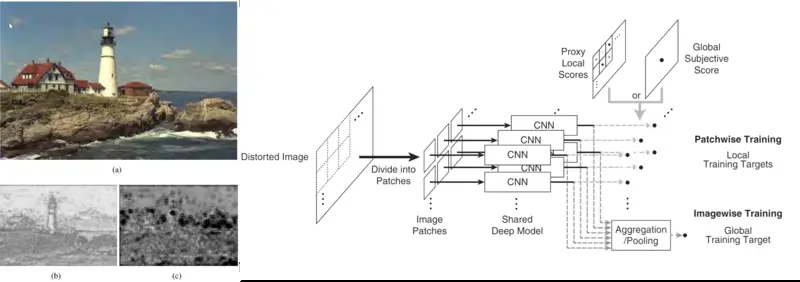 (a)
(b)
(c)
Proxy
Local
Scores
Global
Subjective
Score
or
Distorted Image
Divide into
Patches
CNN
CNN
CNN
CNN
CNN
Image
Patches
Shared
Deep Model
Aggregation
/Pooling
Patchwise Training
Local
Training Targets
Imagewise Training
Global
Training Target